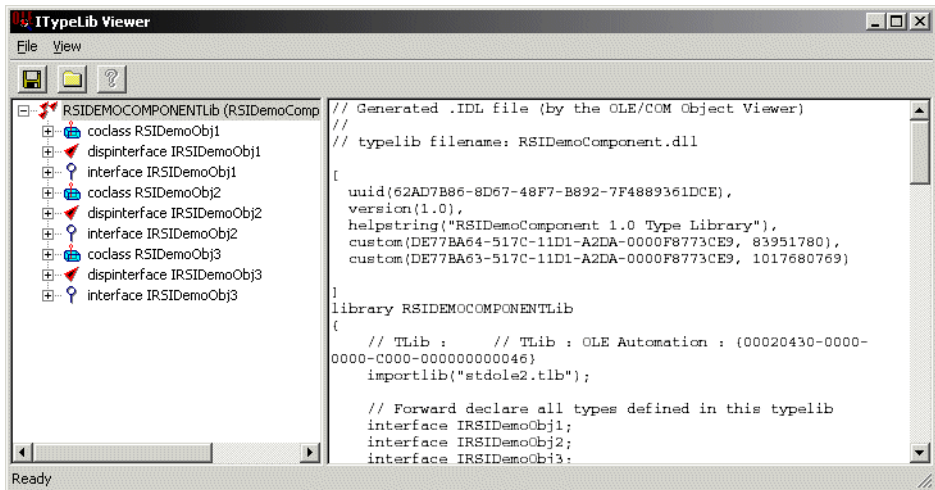 ITypeLib Viewer
File View
RSIDEMOCOMPONENTLib (RSIDemoComp
coclass RSIDemoObj1
dispinterface IRSIDemoObj1
interface IRSIDemoObj1
coclass RSIDemoObj2
dispinterface IRSIDemoObj2
interface IRSIDemoObj2
coclass RSIDemoObj3
dispinterface IRSIDemoObj3
interface IRSIDemoObj3
// Generated .IDL file (by the OLE/COM Object Viewer)
//
// typelib filename: RSIDemoComponent.dll
[
uuid(62AD7B86-8D67-48F7-B892-7F4889361DCE),
version(1.0),
helpstring("RSIDemoComponent 1.0 Type Library"),
custom(DE77BA64-517C-11D1-A2DA-0000F8773CE9, 83951780),
custom(DE77BA63-517C-11D1-A2DA-0000F8773CE9, 1017680769)
]
library RSIDEMOCOMPONENTLib
{
// TLib :     // TLib : OLE Automation : {00020430-0000-
0000-C000-000000000046}
importlib("stdole2.tlb");
// Forward declare all types defined in this typelib
interface IRSIDemoObj1;
interface IRSIDemoObj2;
interface IRSIDemoObj3;
Ready